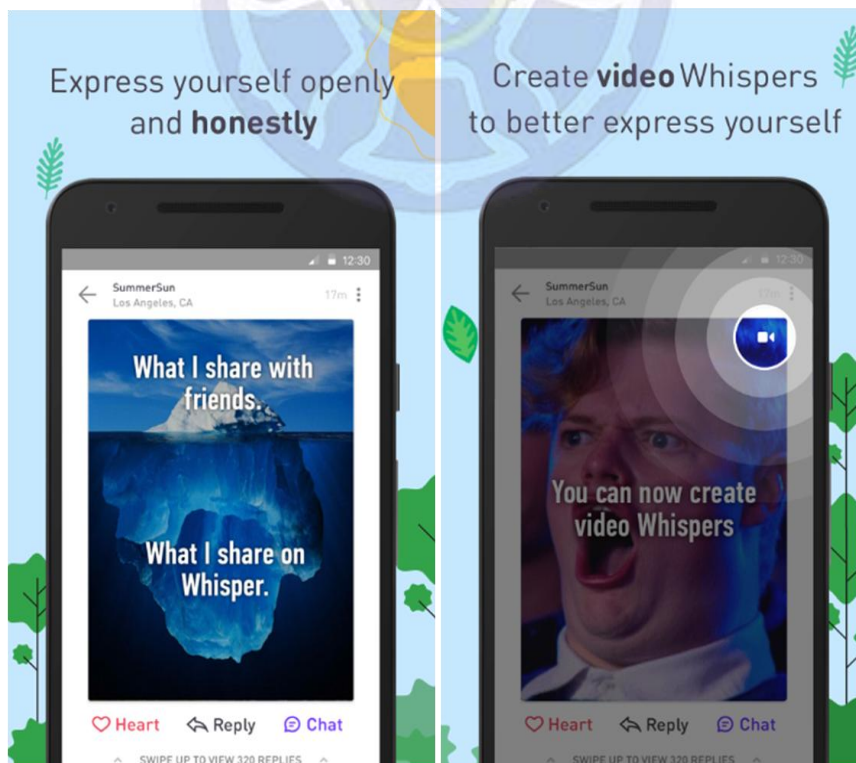 Express yourself openly
and honestly
12:30
SummerSun
Los Angeles, CA
17m
What I share with
friends.
What I share on
Whisper.
Heart
Reply
Chat
SWIPE UP TO VIEW 320 REPLIES
Create video Whispers
to better express yourself
12:30
SummerSun
Los Angeles, CA
17m
You can now create
video Whispers
Heart
Reply
Chat
SWIPE UP TO VIEW 320 REPLIES